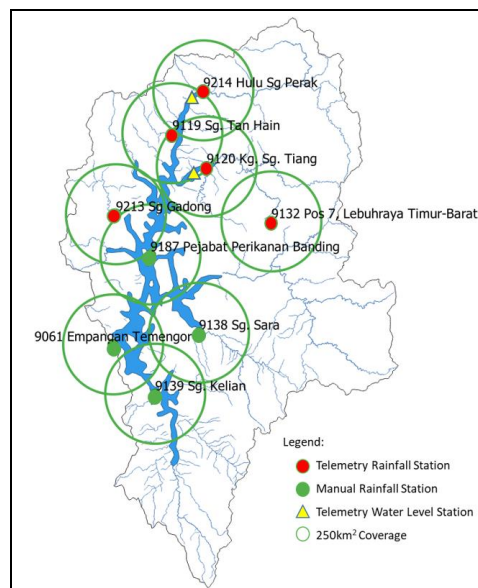 9214 Hulu Sg Perak
9119 Sg. Tan Hain
9120 Kg. Sg. Tiang
9213 Sg Gadong
9132 Pos 7, Lebuhraya Timur-Barat
9187 Pejabat Perikanan Banding
9061 Empangan Temengor
9138 Sg. Sara
9139 Sg. Kelian
Legend:
Telemetry Rainfall Station
Manual Rainfall Station
Telemetry Water Level Station
250km² Coverage